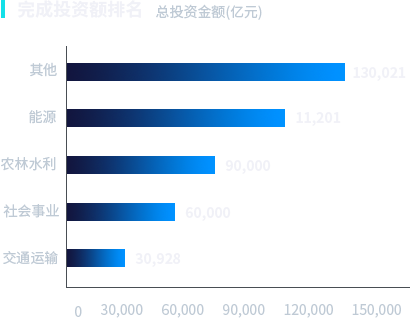 完成投资额排名 总投资金额(亿元)
其他 130,021
能源 11,201
农林水利 90,000
社会事业 60,000
交通运输 30,928
0 30,000 60,000 90,000 120,000 150,000